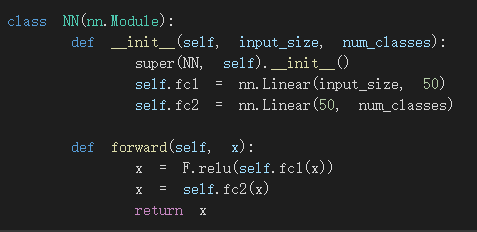 class NN(nn.Module):
    def __init__(self, input_size, num_classes):
        super(NN, self).__init__()
        self.fc1 = nn.Linear(input_size, 50)
        self.fc2 = nn.Linear(50, num_classes)

    def forward(self, x):
        x = F.relu(self.fc1(x))
        x = self.fc2(x)
        return x